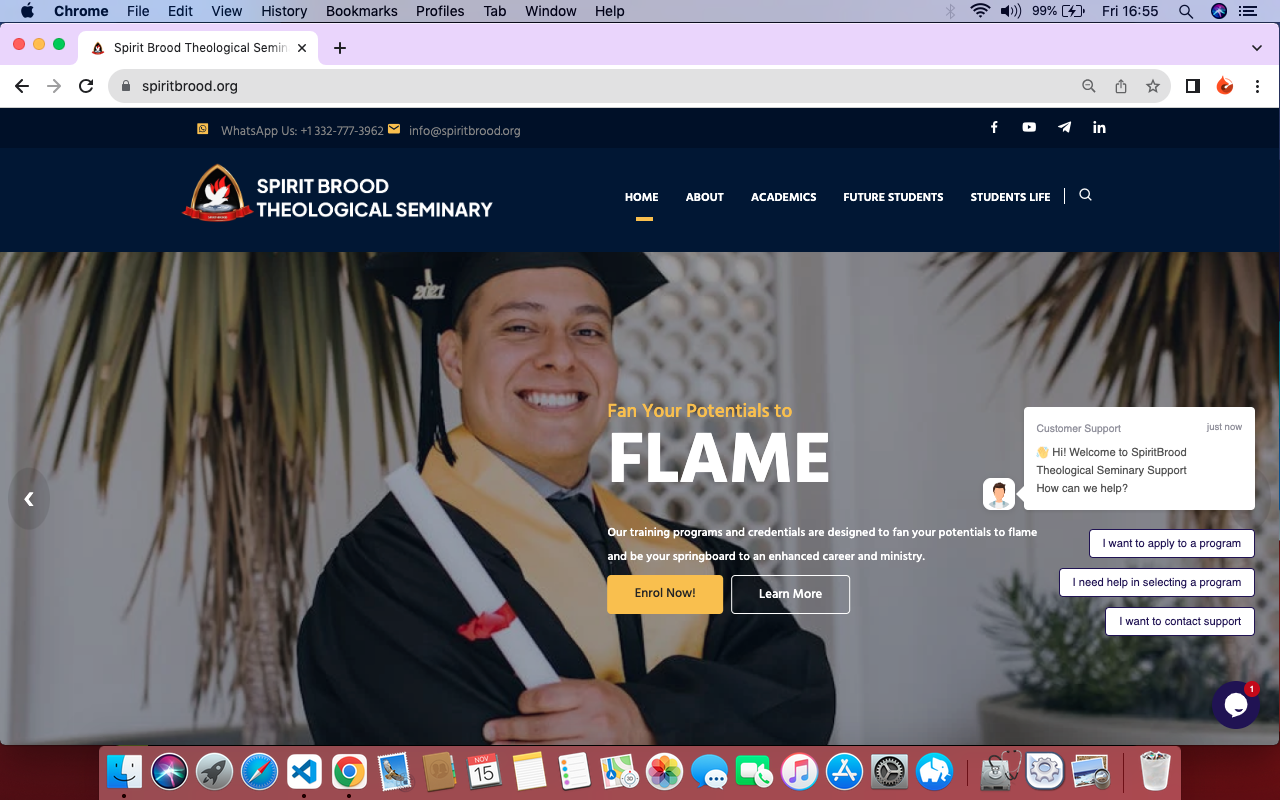 Chrome File Edit View History Bookmarks Profiles Tab Window Help 99% Fri 16:55
Spirit Brood Theological Semin
spiritbrood.org
WhatsApp Us: +1 332-777-3962 info@spiritbrood.org
SPIRIT BROOD
THEOLOGICAL SEMINARY
HOME ABOUT ACADEMICS FUTURE STUDENTS STUDENTS LIFE
2021
Fan Your Potentials to
FLAME
Our training programs and credentials are designed to fan your potentials to flame
and be your springboard to an enhanced career and ministry.
Enrol Now! Learn More
Customer Support just now
👋 Hi! Welcome to SpiritBrood
Theological Seminary Support
How can we help?
I want to apply to a program
I need help in selecting a program
I want to contact support
1
NOV
15